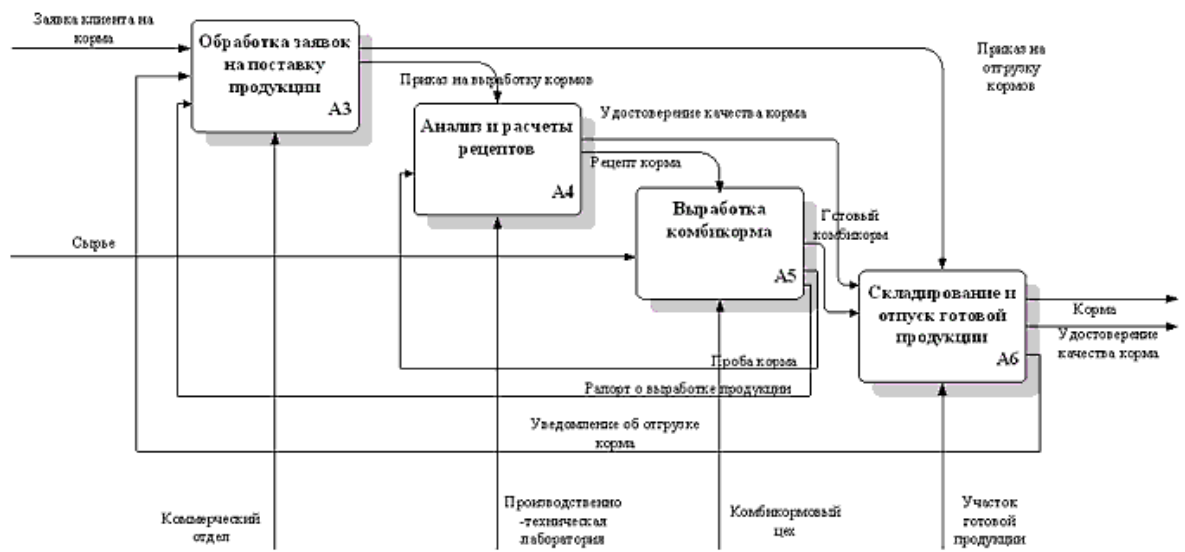 Заявка клиента на
корма
Обработка заявок
на поставку
продукции
A3
Приказ на
отгрузку
кормов
Приказ на выработку кормов
Анализ и расчеты
рецептов
A4
Удостоверение качества корма
Рецепт корма
Выработка
комбикорма
A5
Готовый
комбикорм
Сырье
Складирование и
отпуск готовой
продукции
A6
Корма
Удостоверение
качества корма
Проба корма
Рапорт о выработке продукции
Уведомление об отгрузке
корма
Коммерческий
отдел
Производственно
-техническая
лаборатория
Комбикормовый
цех
Участок
готовой
продукции